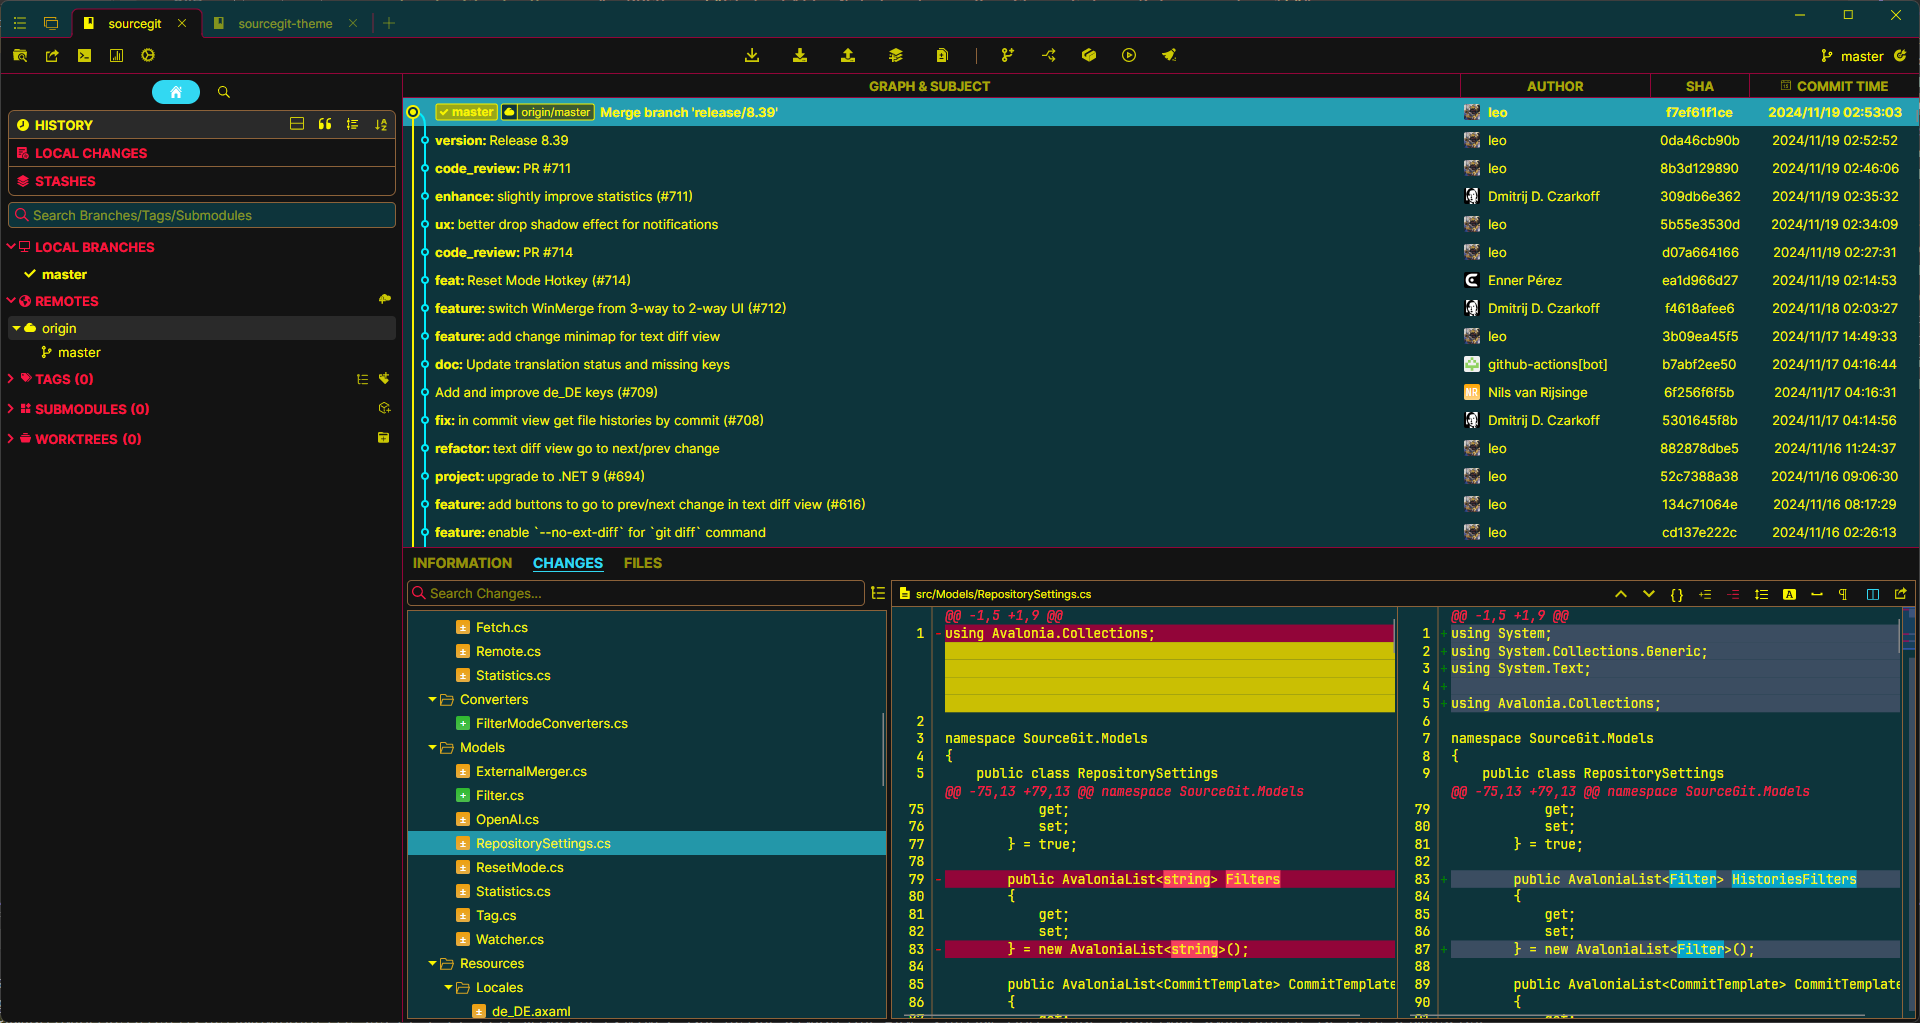 sourcegit
sourcegit-theme
master
HISTORY
LOCAL CHANGES
STASHES
Search Branches/Tags/Submodules
LOCAL BRANCHES
master
REMOTES
origin
master
TAGS (0)
SUBMODULES (0)
WORKTREES (0)
GRAPH & SUBJECT AUTHOR SHA COMMIT TIME
master origin/master Merge branch 'release/8.39' leo f7ef61f1ce 2024/11/19 02:53:03
version: Release 8.39 leo 0da46cb90b 2024/11/19 02:52:52
code_review: PR #711 leo 8b3d129890 2024/11/19 02:46:06
enhance: slightly improve statistics (#711) Dmitrij D. Czarkoff 309db6e362 2024/11/19 02:35:32
ux: better drop shadow effect for notifications leo 5b55e3530d 2024/11/19 02:34:09
code_review: PR #714 leo d07a664166 2024/11/19 02:27:31
feat: Reset Mode Hotkey (#714) Enner Pérez ea1d966d27 2024/11/19 02:14:53
feature: switch WinMerge from 3-way to 2-way UI (#712) Dmitrij D. Czarkoff f4618afee6 2024/11/18 02:03:27
feature: add change minimap for text diff view leo 3b09ea45f5 2024/11/17 14:49:33
doc: Update translation status and missing keys github-actions[bot] b7abf2ee50 2024/11/17 04:16:44
Add and improve de_DE keys (#709) NR Nils van Rijsinge 6f256f6f5b 2024/11/17 04:16:31
fix: in commit view get file histories by commit (#708) Dmitrij D. Czarkoff 5301645f8b 2024/11/17 04:14:56
refactor: text diff view go to next/prev change leo 882878dbe5 2024/11/16 11:24:37
project: upgrade to .NET 9 (#694) leo 52c7388a38 2024/11/16 09:06:30
feature: add buttons to go to prev/next change in text diff view (#616) leo 134c71064e 2024/11/16 08:17:29
feature: enable `--no-ext-diff` for `git diff` command leo cd137e222c 2024/11/16 02:26:13
INFORMATION CHANGES FILES
Search Changes...
Fetch.cs
Remote.cs
Statistics.cs
Converters
FilterModeConverters.cs
Models
ExternalMerger.cs
Filter.cs
OpenAI.cs
RepositorySettings.cs
ResetMode.cs
Statistics.cs
Tag.cs
Watcher.cs
Resources
Locales
de_DE.axaml
src/Models/RepositorySettings.cs
@@ -1,5 +1,9 @@
1 - using Avalonia.Collections;
2
3 namespace SourceGit.Models
4 {
5 public class RepositorySettings
@@ -75,13 +79,13 @@ namespace SourceGit.Models
75 get;
76 set;
77 } = true;
78
79 - public AvaloniaList<string> Filters
80 {
81 get;
82 set;
83 - } = new AvaloniaList<string>();
84
85 public AvaloniaList<CommitTemplate> CommitTemplate
86 {
@@ -1,5 +1,9 @@
1 + using System;
2 + using System.Collections.Generic;
3 + using System.Text;
4 +
5 + using Avalonia.Collections;
6
7 namespace SourceGit.Models
8 {
9 public class RepositorySettings
@@ -75,13 +79,13 @@ namespace SourceGit.Models
79 get;
80 set;
81 } = true;
82
83 + public AvaloniaList<Filter> HistoriesFilters
84 {
85 get;
86 set;
87 + } = new AvaloniaList<Filter>();
88
89 public AvaloniaList<CommitTemplate> CommitTemplate
90 {